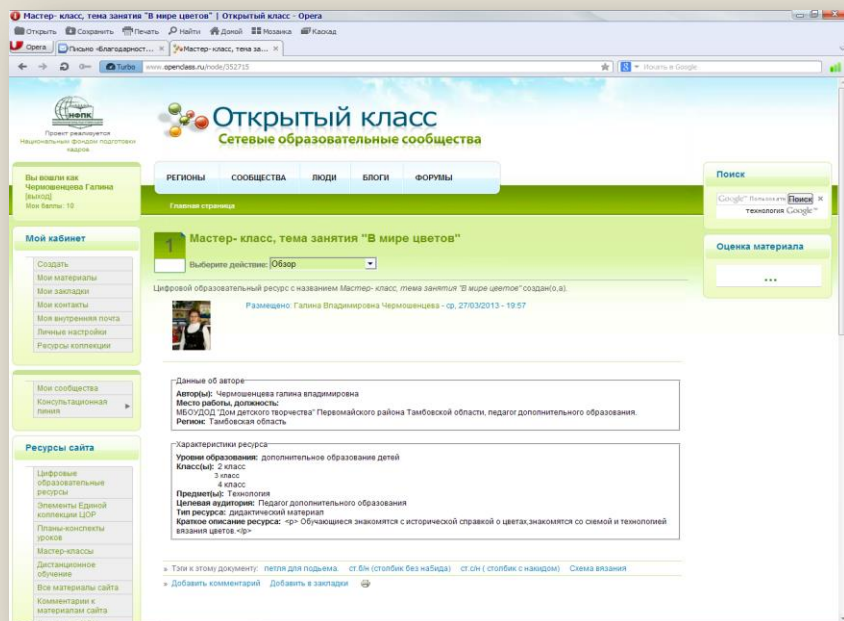 Мастер- класс, тема занятия "В мире цветов" | Открытый класс - Opera
Открыть Сохранить Печать Найти Домой Мозаика Каскад
Opera Письмо «Благодарност... Мастер- класс, тема за...
Turbo www.openclass.ru/node/352715 Искать в Google
НФПК
Проект реализуется
Национальным фондом подготовки
кадров
Открытый класс
Сетевые образовательные сообщества
Вы вошли как
Чермошенцева Галина
[выход]
Мои баллы: 10
РЕГИОНЫ СООБЩЕСТВА ЛЮДИ БЛОГИ ФОРУМЫ
Главная страница
Мой кабинет
Создать
Мои материалы
Мои закладки
Мои контакты
Моя внутренняя почта
Личные настройки
Ресурсы коллекции
Мои сообщества
Консультационная
линия
Ресурсы сайта
Цифровые
образовательные
ресурсы
Элементы Единой
коллекции ЦОР
Планы-конспекты
уроков
Мастер-классы
Дистанционное
обучение
Все материалы сайта
Комментарии к
материалам сайта
1
Мастер- класс, тема занятия "В мире цветов"
Выберите действие: Обзор
Цифровой образовательный ресурс с названием Мастер- класс, тема занятия "В мире цветов" создан(о,а).
Размещено: Галина Владимировна Чермошенцева - ср, 27/03/2013 - 19:57
Данные об авторе
Автор(ы): Чермошенцева галина владимировна
Место работы, должность:
МБОУДОД "Дом детского творчества" Первомайского района Тамбовской области, педагог дополнительного образования.
Регион: Тамбовская область
Характеристики ресурса
Уровни образования: дополнительное образование детей
Класс(ы): 2 класс
3 класс
4 класс
Предмет(ы): Технология
Целевая аудитория: Педагог дополнительного образования
Тип ресурса: дидактический материал
Краткое описание ресурса: <p> Обучающиеся знакомятся с исторической справкой о цветах,знакомятся со схемой и технологией
вязания цветов.</p>
» Тэги к этому документу: петля для подъема. ст.б/н (столбик без набида) ст.с/н ( столбик с накидом) Схема вязания
» Добавить комментарий Добавить в закладки
Поиск
Google™ Поиск
технология Google™
Оценка материала
...